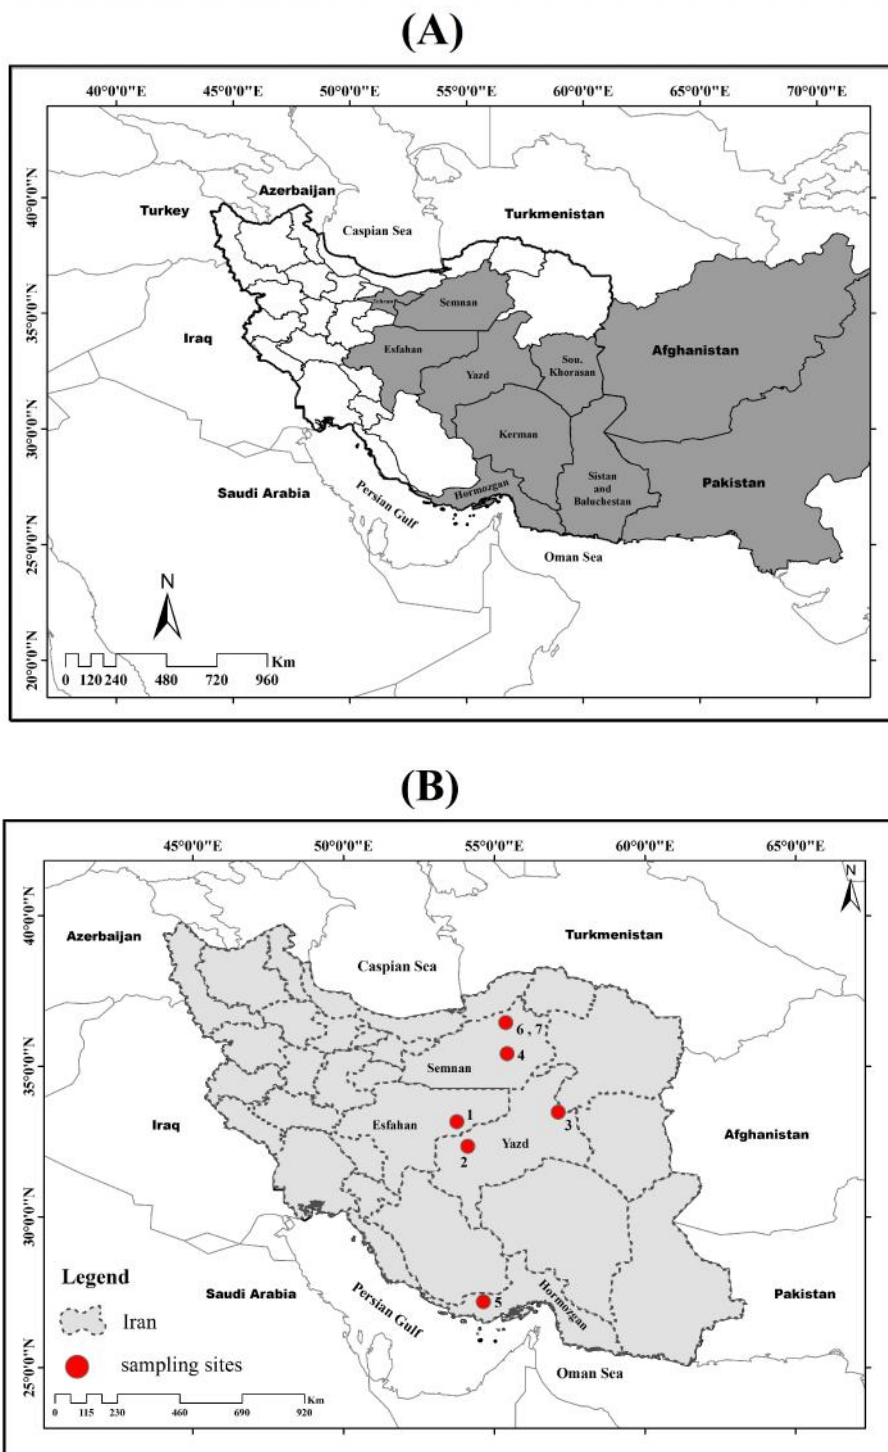 (A)
40°0'0"E 45°0'0"E 50°0'0"E 55°0'0"E 60°0'0"E 65°0'0"E 70°0'0"E
40°0'0"N
35°0'0"N
30°0'0"N
25°0'0"N
20°0'0"N
Azerbaijan
Turkey
Caspian Sea
Turkmenistan
Tehran
Semnan
Iraq
Esfahan
Yazd
Sou.
Khorasan
Afghanistan
Kerman
Saudi Arabia
Persian Gulf
Hormozgan
Sistan
and
Baluchestan
Pakistan
Oman Sea
N
Km
0 120 240 480 720 960
(B)
45°0'0"E 50°0'0"E 55°0'0"E 60°0'0"E 65°0'0"E
40°0'0"N
35°0'0"N
30°0'0"N
25°0'0"N
N
Azerbaijan
Turkmenistan
Caspian Sea
6 , 7
4
Semnan
Iraq
Esfahan
1
3
2
Yazd
Afghanistan
Legend
Saudi Arabia
Persian Gulf
5
Hormozgan
Pakistan
Iran
sampling sites
Oman Sea
Km
0 115 230 460 690 920